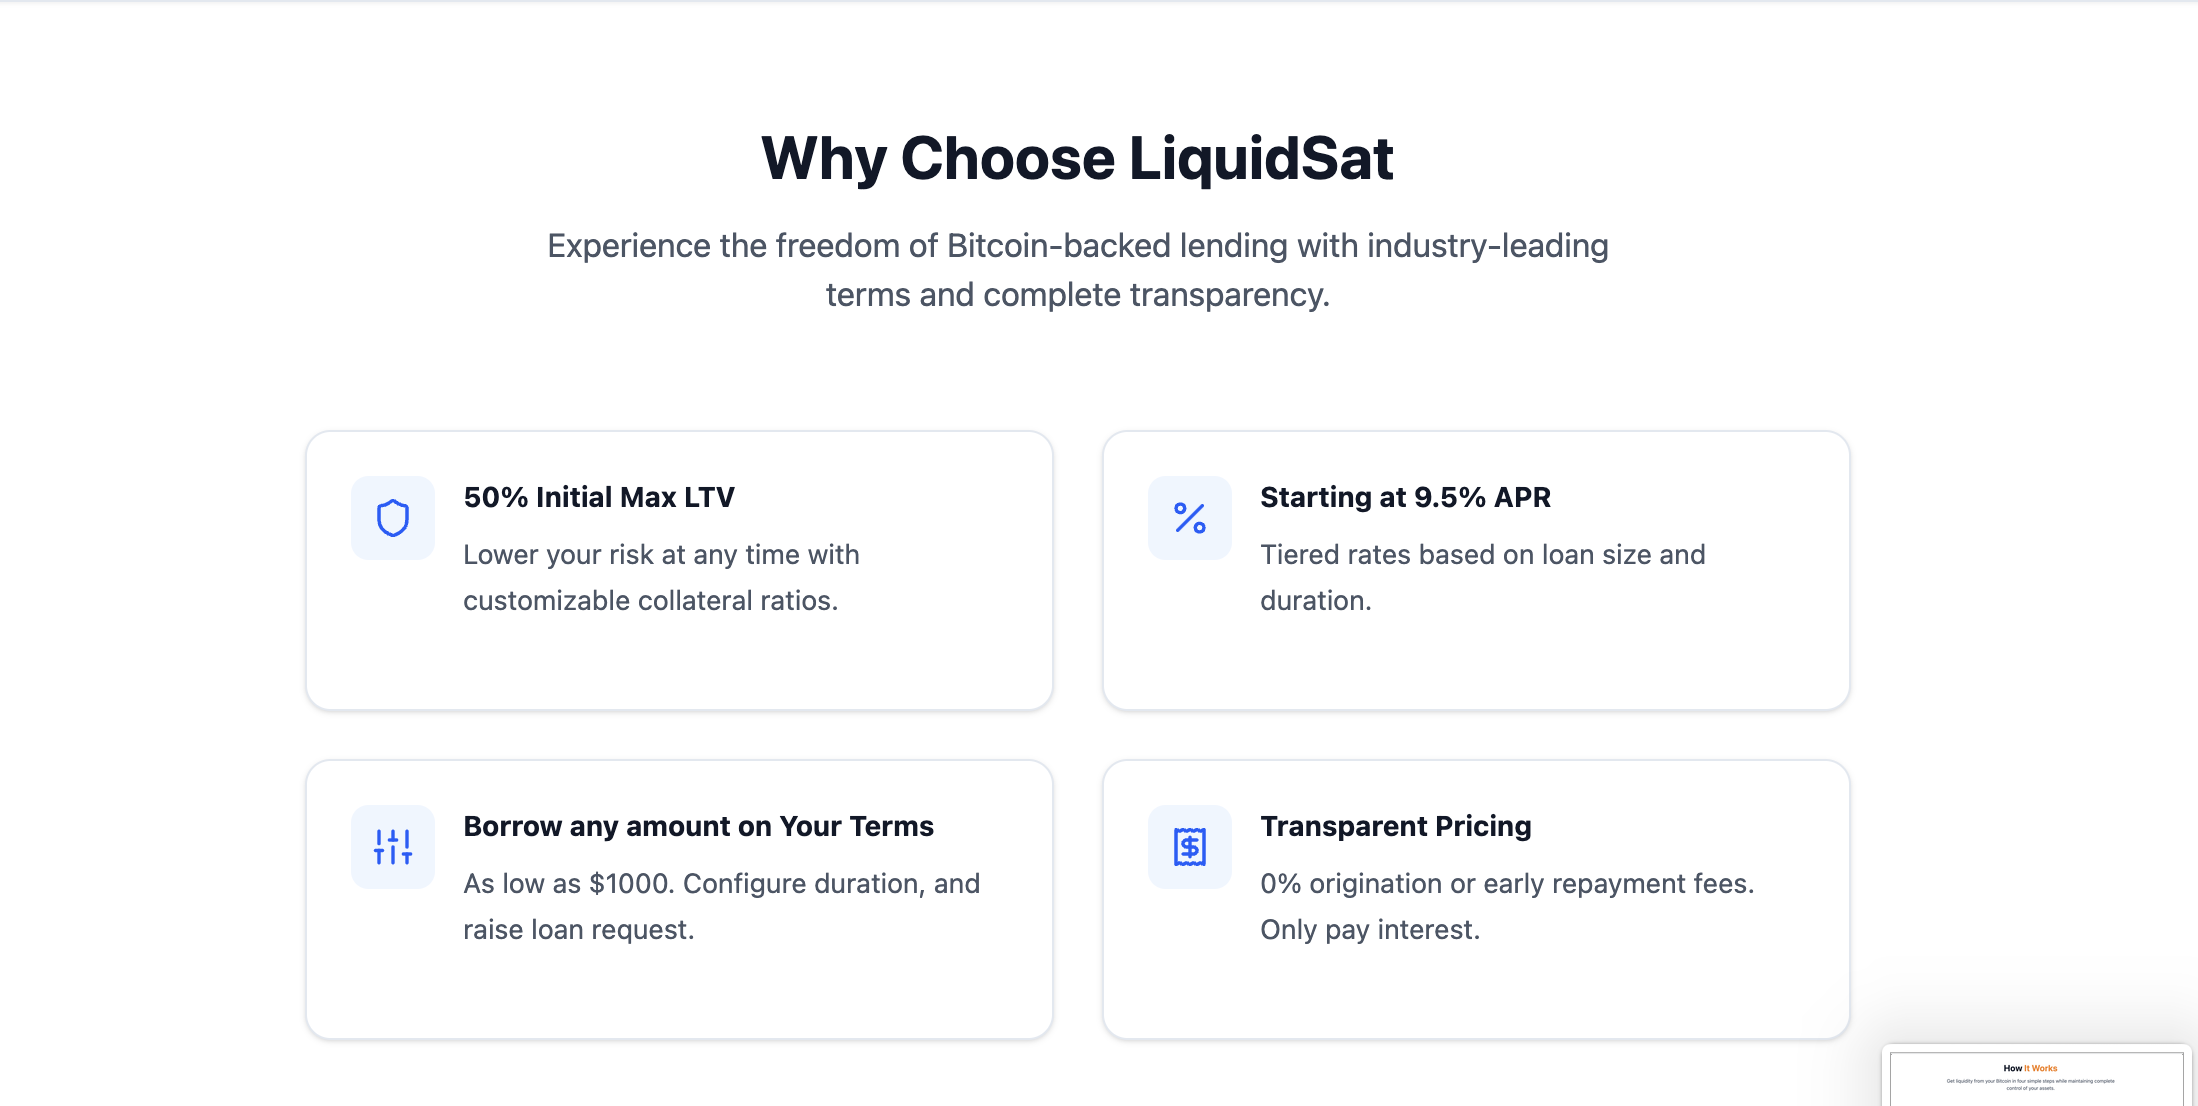 Why Choose LiquidSat
Experience the freedom of Bitcoin-backed lending with industry-leading
terms and complete transparency.
50% Initial Max LTV
Lower your risk at any time with
customizable collateral ratios.
Starting at 9.5% APR
Tiered rates based on loan size and
duration.
Borrow any amount on Your Terms
As low as $1000. Configure duration, and
raise loan request.
Transparent Pricing
0% origination or early repayment fees.
Only pay interest.
How It Works
Get liquidity from your Bitcoin in four simple steps while maintaining complete
control of your assets.